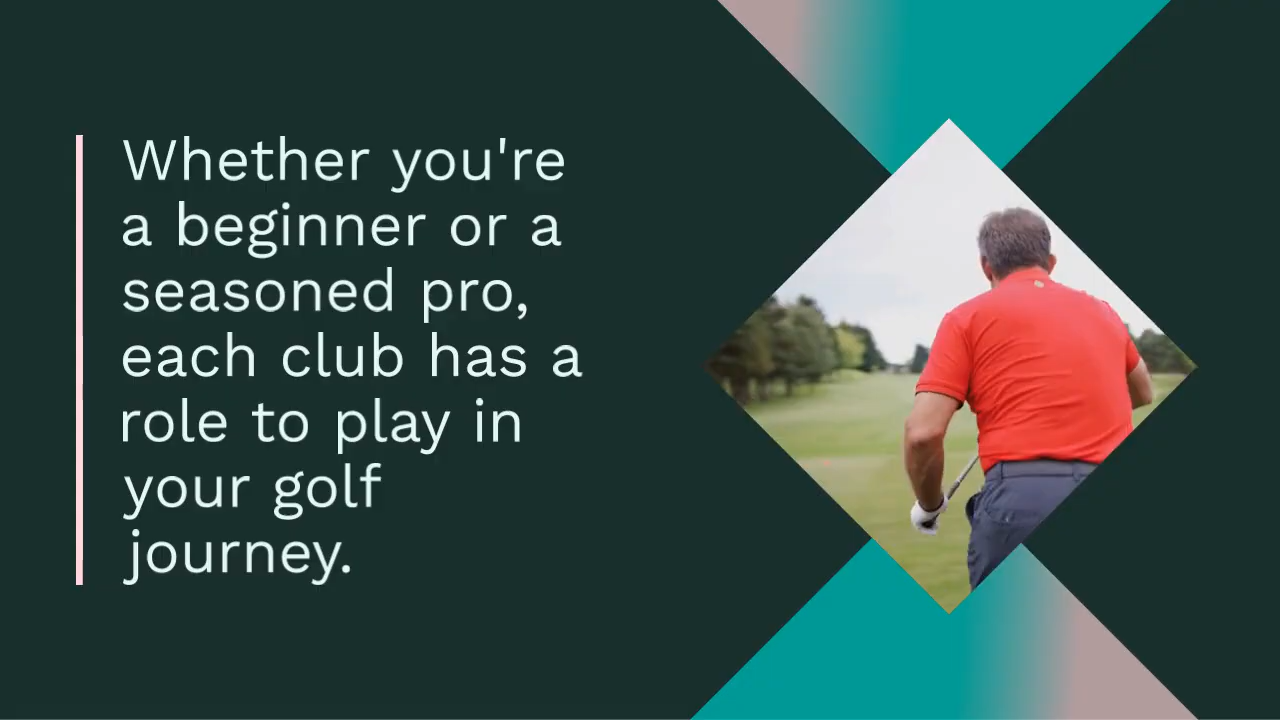 Whether you're
a beginner or a
seasoned pro,
each club has a
role to play in
your golf
journey.